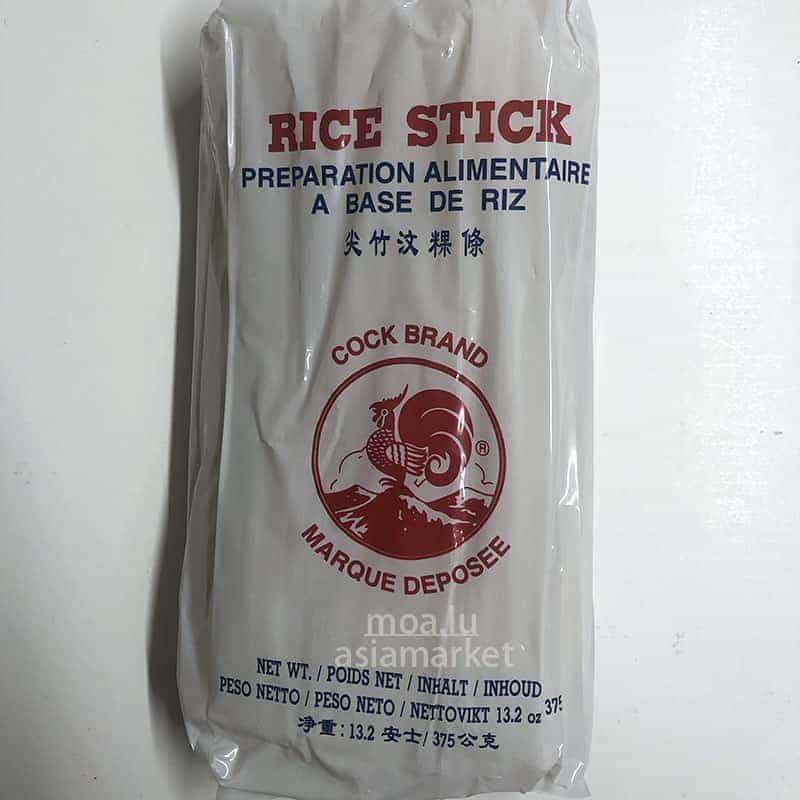 RICE STICK
PREPARATION ALIMENTAIRE
A BASE DE RIZ
尖竹汶粿條
COCK BRAND
®
MARQUE DEPOSEE
moa.lu
asiamarket
NET WT. / POIDS NET / INHALT / INHOUD
PESO NETTO / PESO NETO / NETTOVIKT 13.2 oz 375
淨重: 13.2 安士/ 375 公克